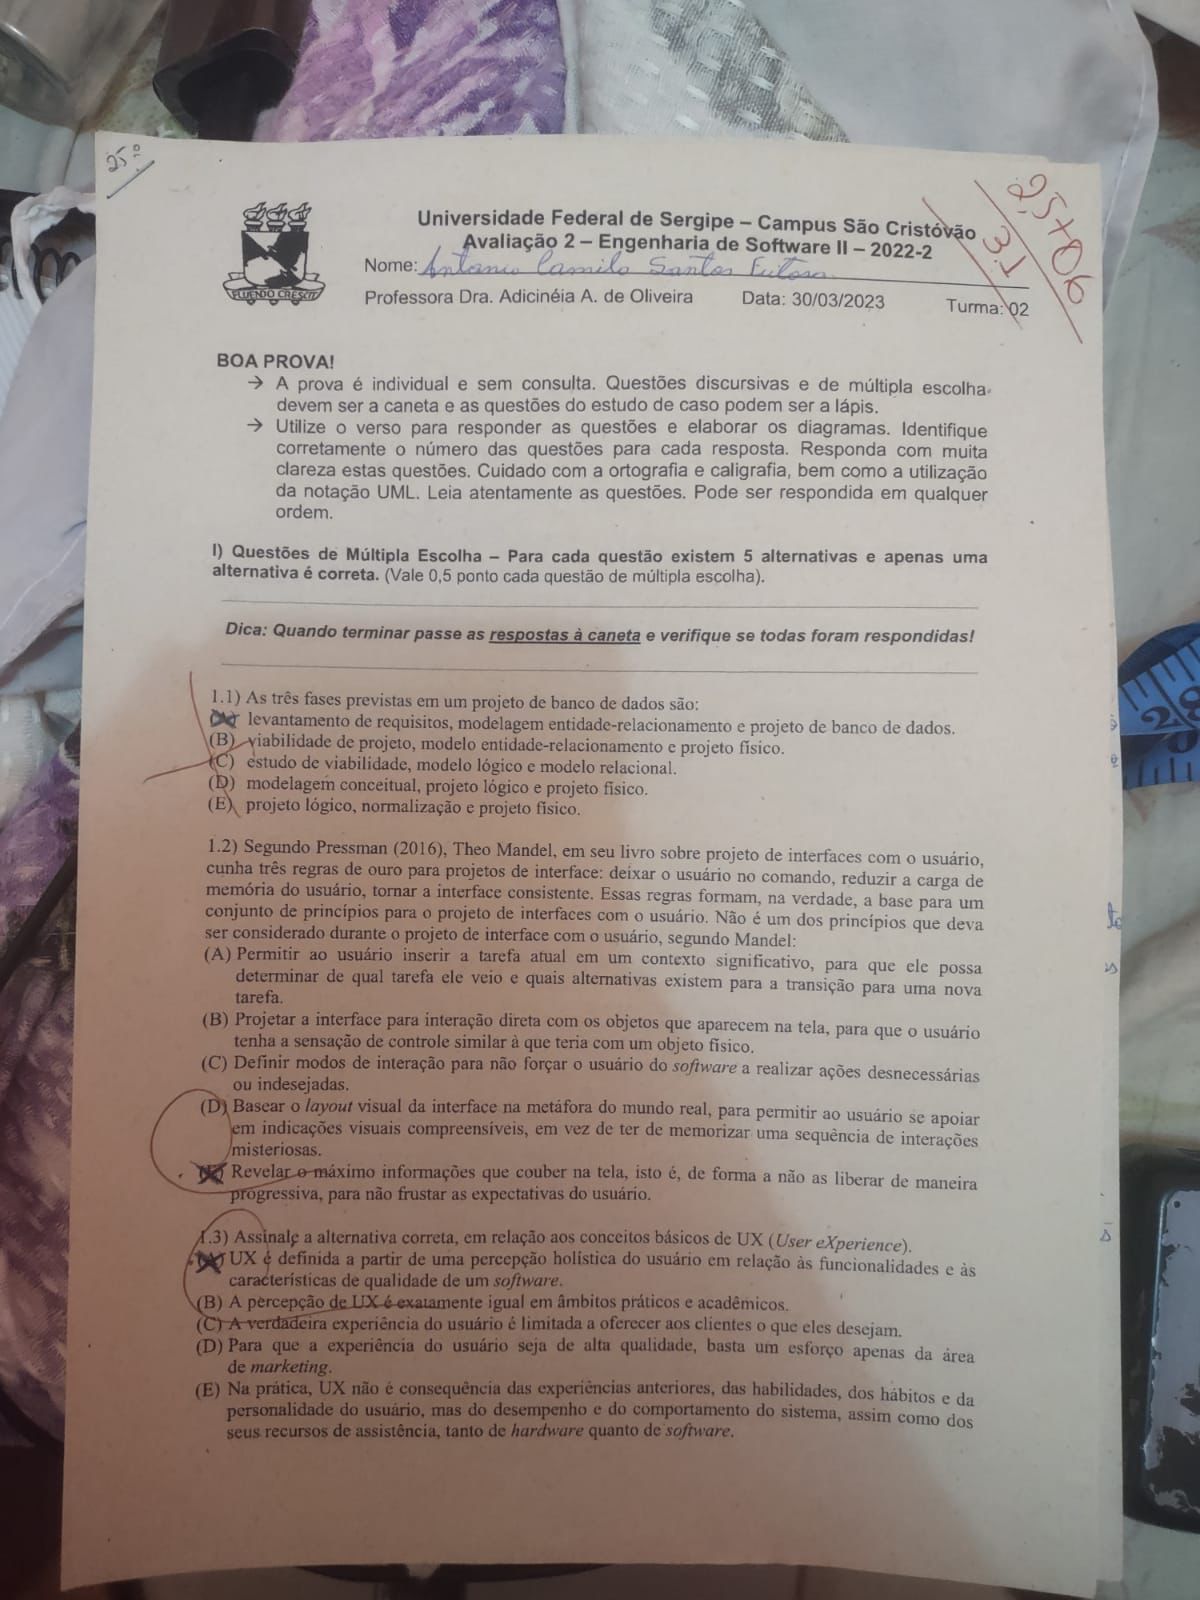 25
2,5+0,6
3,1
Universidade Federal de Sergipe – Campus São Cristóvão
Avaliação 2 – Engenharia de Software II – 2022-2
Nome: Antonio Camilo Santos
FLUENDO CRESCIT
Professora Dra. Adicinéia A. de Oliveira Data: 30/03/2023 Turma: 02
BOA PROVA!
→ A prova é individual e sem consulta. Questões discursivas e de múltipla escolha
devem ser a caneta e as questões do estudo de caso podem ser a lápis.
→ Utilize o verso para responder as questões e elaborar os diagramas. Identifique
corretamente o número das questões para cada resposta. Responda com muita
clareza estas questões. Cuidado com a ortografia e caligrafia, bem como a utilização
da notação UML. Leia atentamente as questões. Pode ser respondida em qualquer
ordem.
I) Questões de Múltipla Escolha – Para cada questão existem 5 alternativas e apenas uma
alternativa é correta. (Vale 0,5 ponto cada questão de múltipla escolha).
Dica: Quando terminar passe as respostas à caneta e verifique se todas foram respondidas!
1.1) As três fases previstas em um projeto de banco de dados são:
(A) levantamento de requisitos, modelagem entidade-relacionamento e projeto de banco de dados.
(B) viabilidade de projeto, modelo entidade-relacionamento e projeto físico.
(C) estudo de viabilidade, modelo lógico e modelo relacional.
(D) modelagem conceitual, projeto lógico e projeto físico.
(E) projeto lógico, normalização e projeto físico.
1.2) Segundo Pressman (2016), Theo Mandel, em seu livro sobre projeto de interfaces com o usuário,
cunha três regras de ouro para projetos de interface: deixar o usuário no comando, reduzir a carga de
memória do usuário, tornar a interface consistente. Essas regras formam, na verdade, a base para um
conjunto de princípios para o projeto de interfaces com o usuário. Não é um dos princípios que deva
ser considerado durante o projeto de interface com o usuário, segundo Mandel:
(A) Permitir ao usuário inserir a tarefa atual em um contexto significativo, para que ele possa
determinar de qual tarefa ele veio e quais alternativas existem para a transição para uma nova
tarefa.
(B) Projetar a interface para interação direta com os objetos que aparecem na tela, para que o usuário
tenha a sensação de controle similar à que teria com um objeto físico.
(C) Definir modos de interação para não forçar o usuário do software a realizar ações desnecessárias
ou indesejadas.
(D) Basear o layout visual da interface na metáfora do mundo real, para permitir ao usuário se apoiar
em indicações visuais compreensíveis, em vez de ter de memorizar uma sequência de interações
misteriosas.
(E) Revelar o máximo informações que couber na tela, isto é, de forma a não as liberar de maneira
progressiva, para não frustar as expectativas do usuário.
1.3) Assinale a alternativa correta, em relação aos conceitos básicos de UX (User eXperience).
(A) UX é definida a partir de uma percepção holística do usuário em relação às funcionalidades e às
características de qualidade de um software.
(B) A percepção de UX é exatamente igual em âmbitos práticos e acadêmicos.
(C) A verdadeira experiência do usuário é limitada a oferecer aos clientes o que eles desejam.
(D) Para que a experiência do usuário seja de alta qualidade, basta um esforço apenas da área
de marketing.
(E) Na prática, UX não é consequência das experiências anteriores, das habilidades, dos hábitos e da
personalidade do usuário, mas do desempenho e do comportamento do sistema, assim como dos
seus recursos de assistência, tanto de hardware quanto de software.